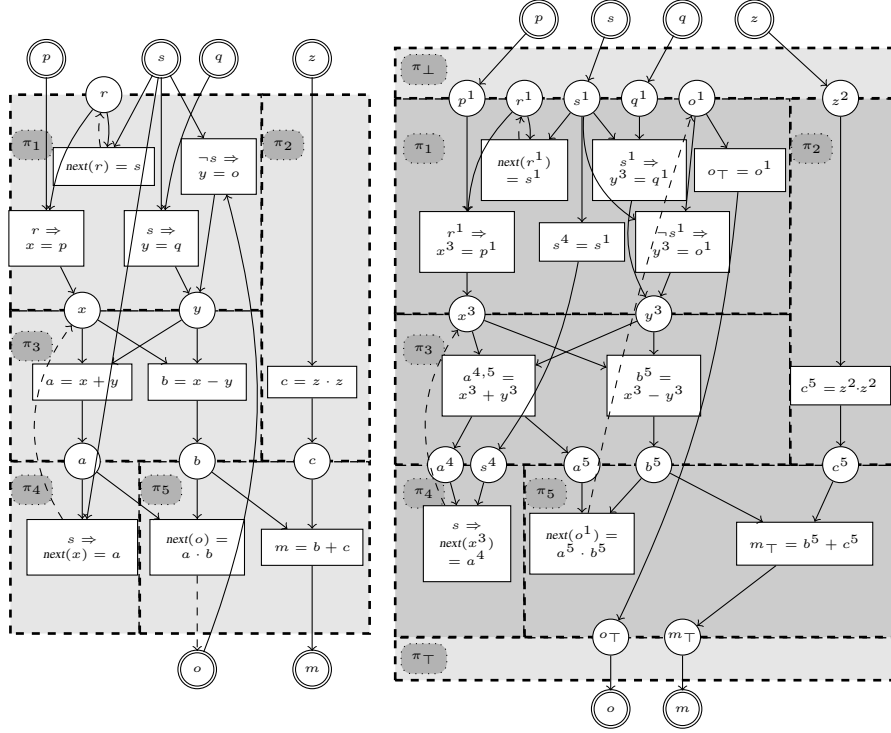 p s q z
r
π1 π2
next(r) = s
¬s ⇒
y = o
r ⇒
x = p
s ⇒
y = q
x y
π3
a = x + y
b = x − y
c = z · z
a b c
π4 π5
s ⇒
next(x) = a
next(o) =
a · b
m = b + c
o m
p s q z
π⊥
p¹ r¹ s¹ q¹ o¹ z²
π1 π2
next(r¹)
= s¹
s¹ ⇒
y³ = q¹
o⊤ = o¹
r¹ ⇒
x³ = p¹
s⁴ = s¹
¬s¹ ⇒
y³ = o¹
x³ y³
π3
a⁴,⁵ =
x³ + y³
b⁵ =
x³ − y³
c⁵ = z²·z²
a⁴ s⁴ a⁵ b⁵ c⁵
π4 π5
s ⇒
next(x³)
= a⁴
next(o¹) =
a⁵ · b⁵
m⊤ = b⁵ + c⁵
o⊤ m⊤
π⊤
o m